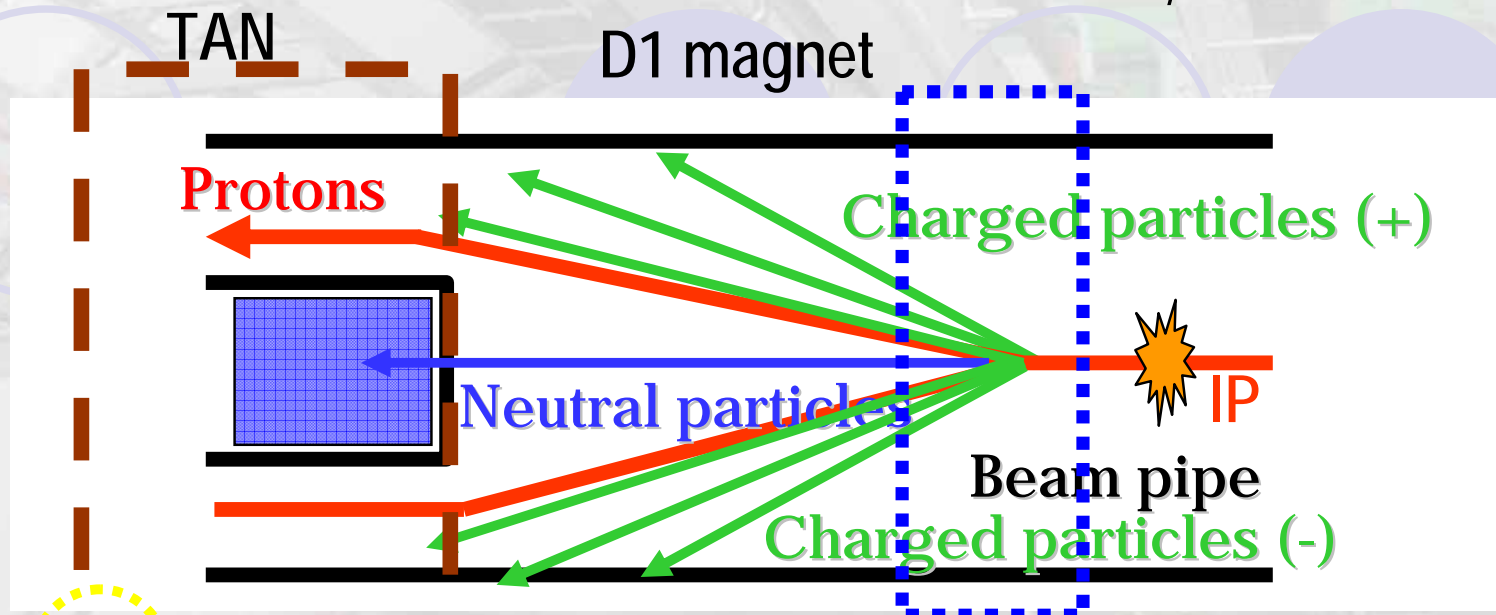 TAN
D1 magnet
Protons
Charged particles (+)
Neutral particles
IP
Beam pipe
Charged particles (-)